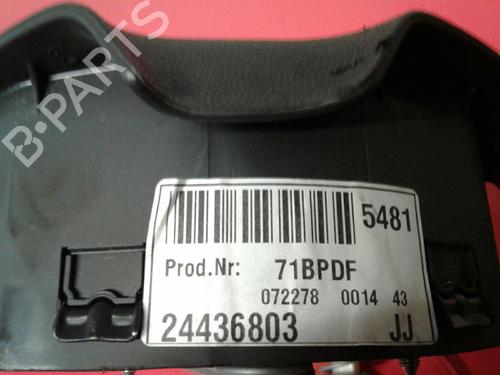 B-PARTS
5481
Prod.Nr: 71BPDF
072278 0014 43
24436803 JJ